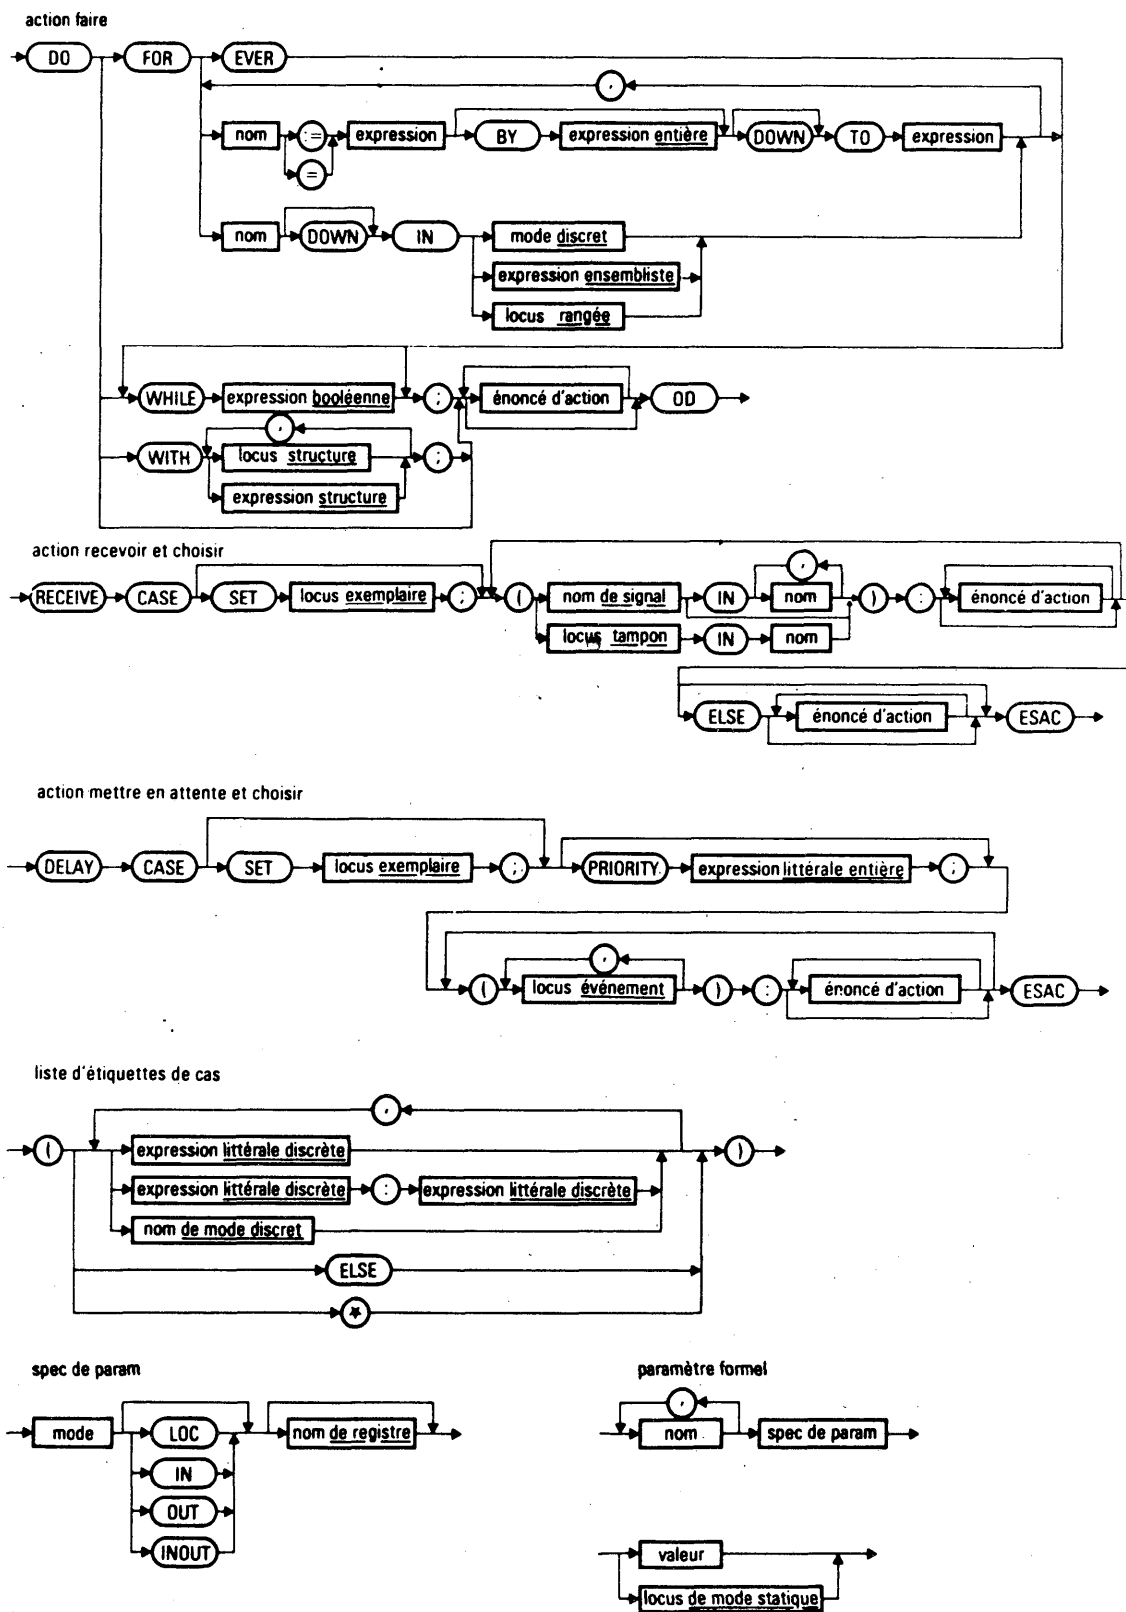 action faire
DO FOR EVER
,
nom := expression BY expression entière DOWN TO expression
=
nom DOWN IN mode discret
expression ensembliste
locus rangée
WHILE expression booléenne ; énoncé d'action OD
,
WITH locus structure ;
expression structure
action recevoir et choisir
,
RECEIVE CASE SET locus exemplaire ; ( nom de signal IN nom ) : énoncé d'action
locus tampon IN nom
ELSE énoncé d'action ESAC
action mettre en attente et choisir
DELAY CASE SET locus exemplaire ; PRIORITY expression littérale entière ;
,
( locus événement ) : énoncé d'action ESAC
liste d'étiquettes de cas
,
( expression littérale discrète )
expression littérale discrète : expression littérale discrète
nom de mode discret
ELSE
*
spec de param paramètre formel
,
mode LOC nom de registre nom spec de param
IN
OUT
INOUT
valeur
locus de mode statique